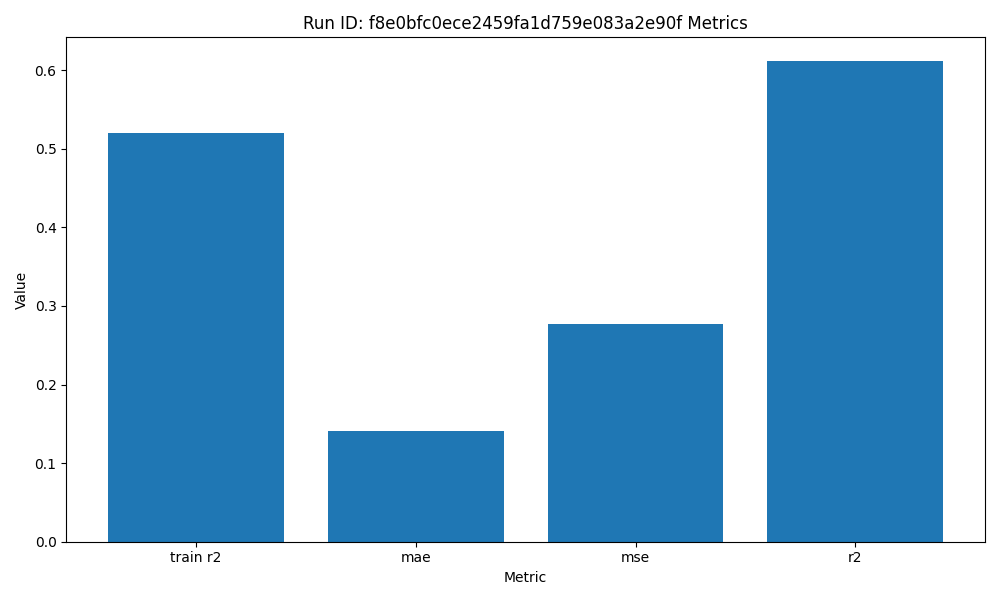 Run ID: f8e0bfc0ece2459fa1d759e083a2e90f Metrics
Value
0.6
0.5
0.4
0.3
0.2
0.1
0.0
train r2
mae
mse
r2
Metric